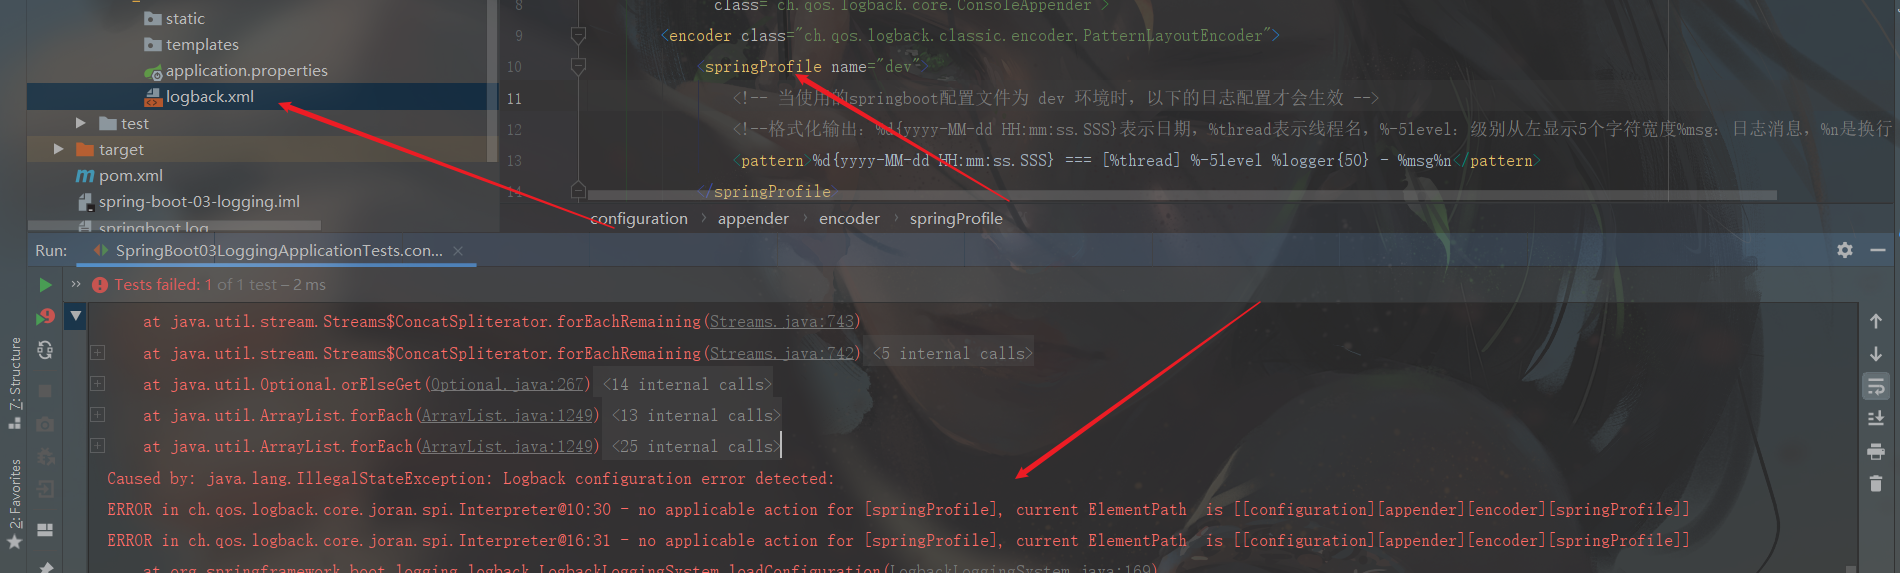 static
templates
application.properties
logback.xml
test
target
pom.xml
spring-boot-03-logging.iml
springboot.log
8 class="ch.qos.logback.core.ConsoleAppender">
9 <encoder class="ch.qos.logback.classic.encoder.PatternLayoutEncoder">
10 <springProfile name="dev">
11 <!-- 当使用的springboot配置文件为 dev 环境时，以下的日志配置才会生效 -->
12 <!--格式化输出：%d{yyyy-MM-dd HH:mm:ss.SSS}表示日期，%thread表示线程名，%-5level：级别从左显示5个字符宽度%msg：日志消息，%n是换行
13 <pattern>%d{yyyy-MM-dd HH:mm:ss.SSS} === [%thread] %-5level %logger{50} - %msg%n</pattern>
14 </springProfile>
configuration › appender › encoder › springProfile
Run: SpringBoot03LoggingApplicationTests.con... ×
» Tests failed: 1 of 1 test – 2 ms
at java.util.stream.Streams$ConcatSpliterator.forEachRemaining(Streams.java:743)
at java.util.stream.Streams$ConcatSpliterator.forEachRemaining(Streams.java:742) <5 internal calls>
at java.util.Optional.orElseGet(Optional.java:267) <14 internal calls>
at java.util.ArrayList.forEach(ArrayList.java:1249) <13 internal calls>
at java.util.ArrayList.forEach(ArrayList.java:1249) <25 internal calls>
Caused by: java.lang.IllegalStateException: Logback configuration error detected:
ERROR in ch.qos.logback.core.joran.spi.Interpreter@10:30 - no applicable action for [springProfile], current ElementPath  is [[configuration][appender][encoder][springProfile]]
ERROR in ch.qos.logback.core.joran.spi.Interpreter@16:31 - no applicable action for [springProfile], current ElementPath  is [[configuration][appender][encoder][springProfile]]
at org.springframework.boot.logging.logback.LogbackLoggingSystem.loadConfiguration(LogbackLoggingSystem.java:169)
7: Structure
2: Favorites